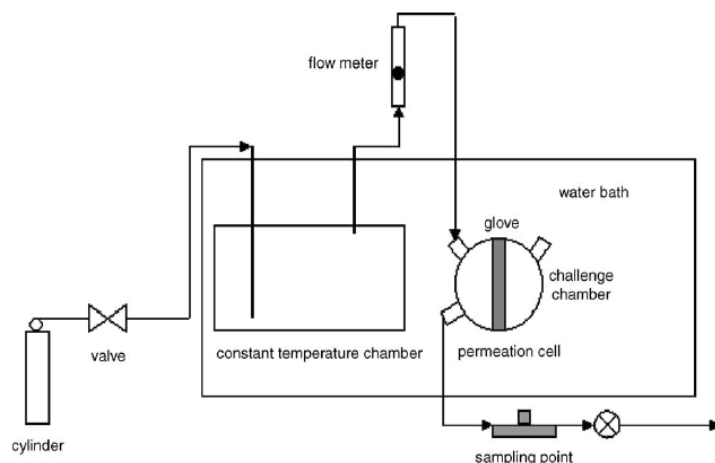 flow meter
water bath
glove
challenge
chamber
constant temperature chamber
permeation cell
valve
cylinder
sampling point